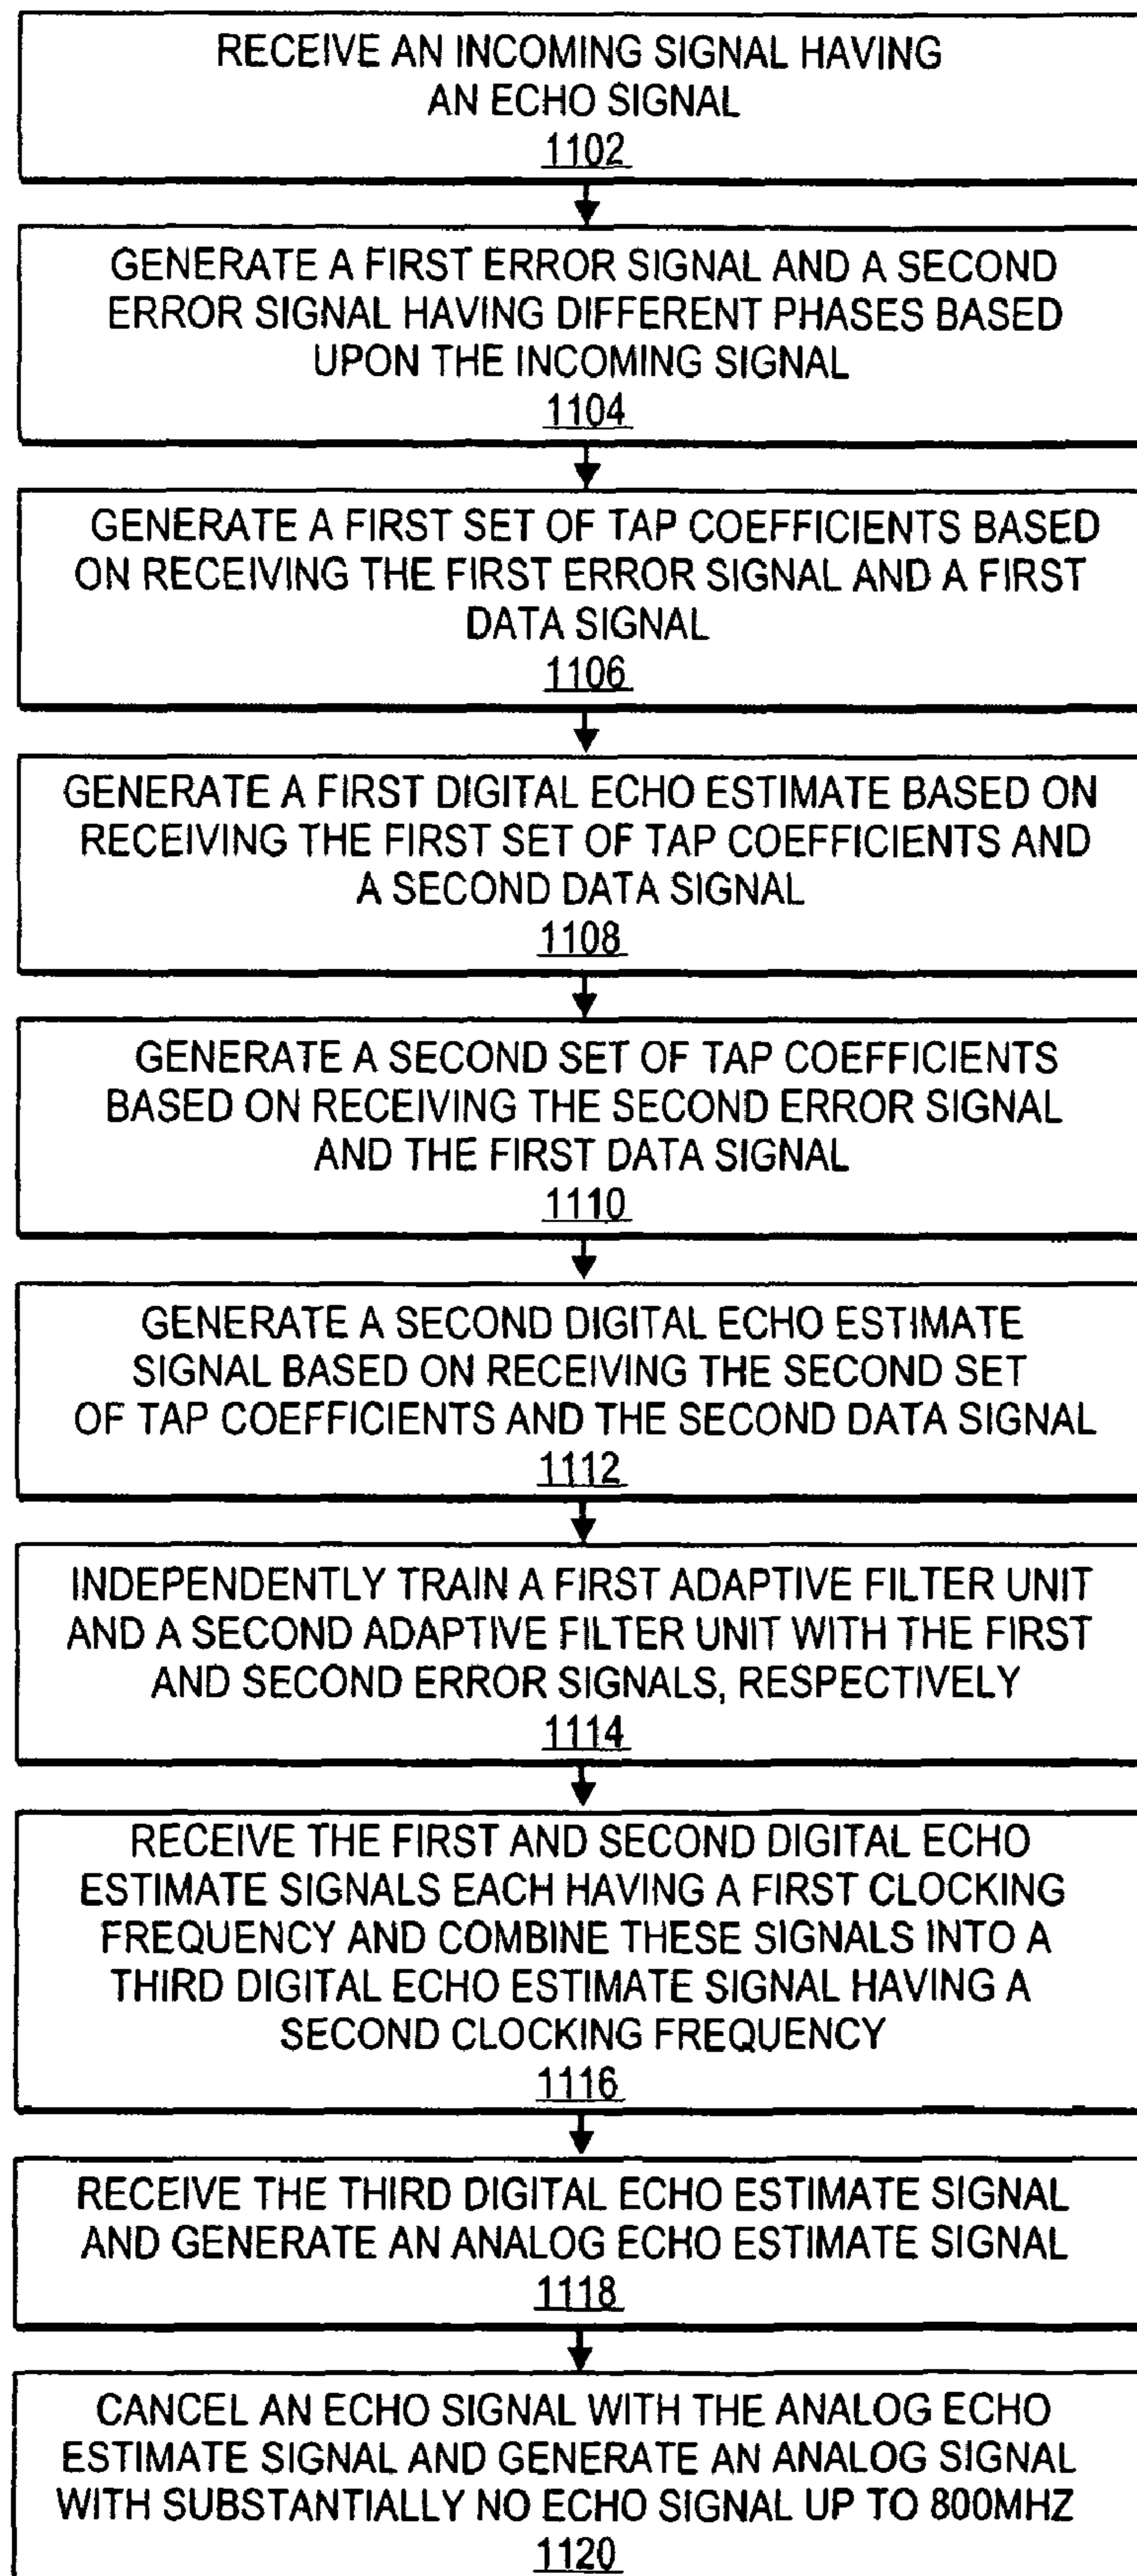 RECEIVE AN INCOMING SIGNAL HAVING
AN ECHO SIGNAL
1102
GENERATE A FIRST ERROR SIGNAL AND A SECOND
ERROR SIGNAL HAVING DIFFERENT PHASES BASED
UPON THE INCOMING SIGNAL
1104
GENERATE A FIRST SET OF TAP COEFFICIENTS BASED
ON RECEIVING THE FIRST ERROR SIGNAL AND A FIRST
DATA SIGNAL
1106
GENERATE A FIRST DIGITAL ECHO ESTIMATE BASED ON
RECEIVING THE FIRST SET OF TAP COEFFICIENTS AND
A SECOND DATA SIGNAL
1108
GENERATE A SECOND SET OF TAP COEFFICIENTS
BASED ON RECEIVING THE SECOND ERROR SIGNAL
AND THE FIRST DATA SIGNAL
1110
GENERATE A SECOND DIGITAL ECHO ESTIMATE
SIGNAL BASED ON RECEIVING THE SECOND SET
OF TAP COEFFICIENTS AND THE SECOND DATA SIGNAL
1112
INDEPENDENTLY TRAIN A FIRST ADAPTIVE FILTER UNIT
AND A SECOND ADAPTIVE FILTER UNIT WITH THE FIRST
AND SECOND ERROR SIGNALS, RESPECTIVELY
1114
RECEIVE THE FIRST AND SECOND DIGITAL ECHO
ESTIMATE SIGNALS EACH HAVING A FIRST CLOCKING
FREQUENCY AND COMBINE THESE SIGNALS INTO A
THIRD DIGITAL ECHO ESTIMATE SIGNAL HAVING A
SECOND CLOCKING FREQUENCY
1116
RECEIVE THE THIRD DIGITAL ECHO ESTIMATE SIGNAL
AND GENERATE AN ANALOG ECHO ESTIMATE SIGNAL
1118
CANCEL AN ECHO SIGNAL WITH THE ANALOG ECHO
ESTIMATE SIGNAL AND GENERATE AN ANALOG SIGNAL
WITH SUBSTANTIALLY NO ECHO SIGNAL UP TO 800MHZ
1120